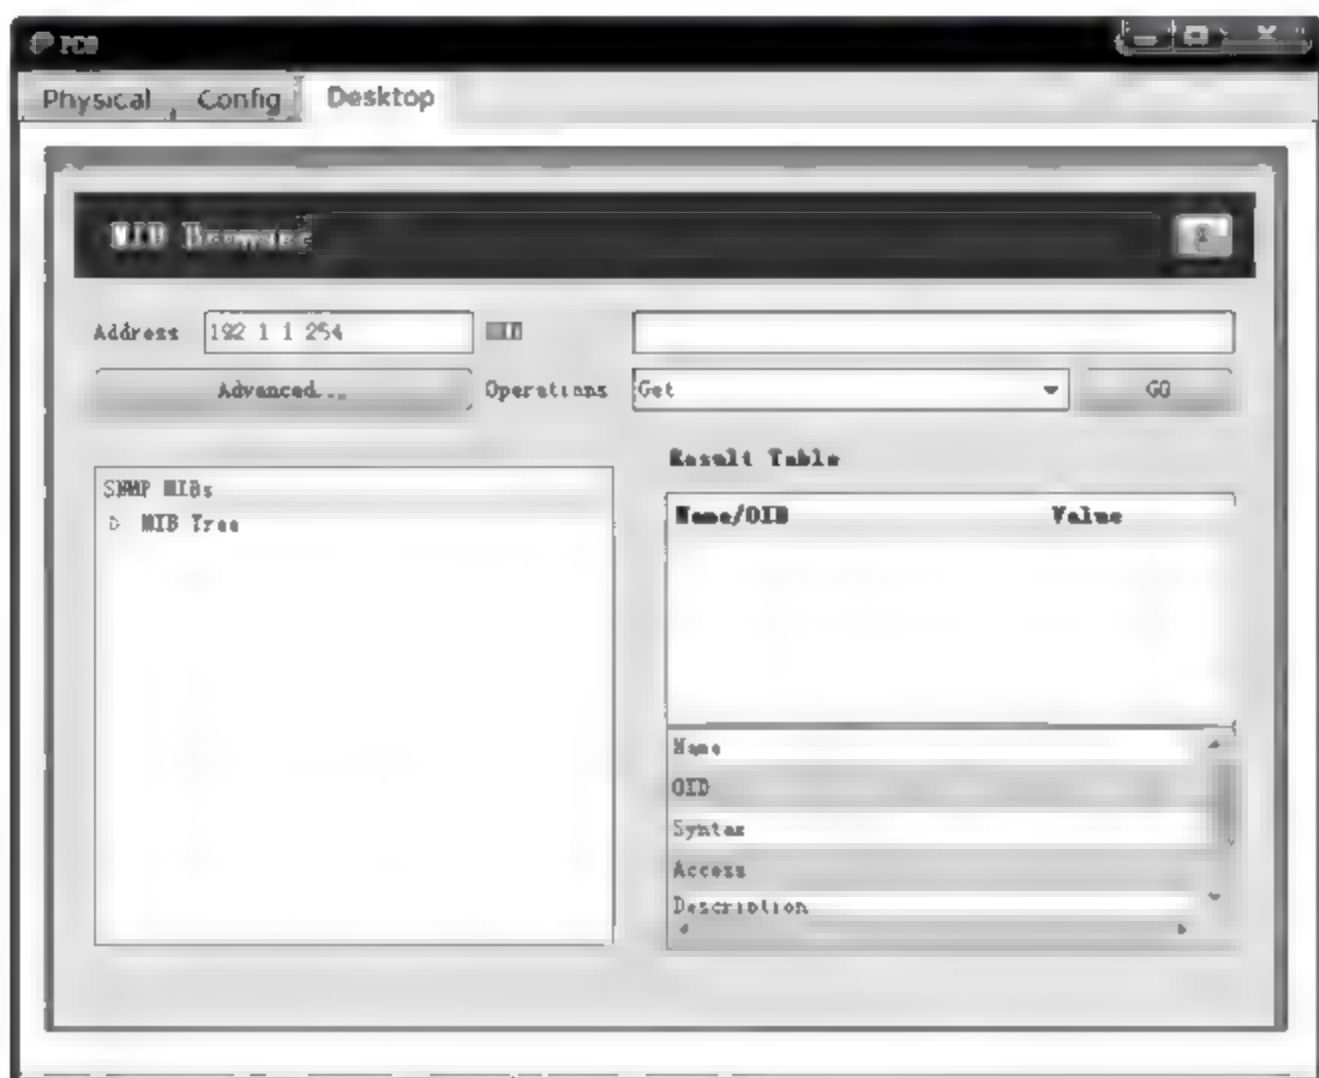 PC0
Physical Config Desktop
MIB Browser
Address 192 1 1 254 OID
Advanced... Operations Get GO
Result Table
SNMP MIBs
MIB Tree
Name/OID Value
Name
OID
Syntax
Access
Description